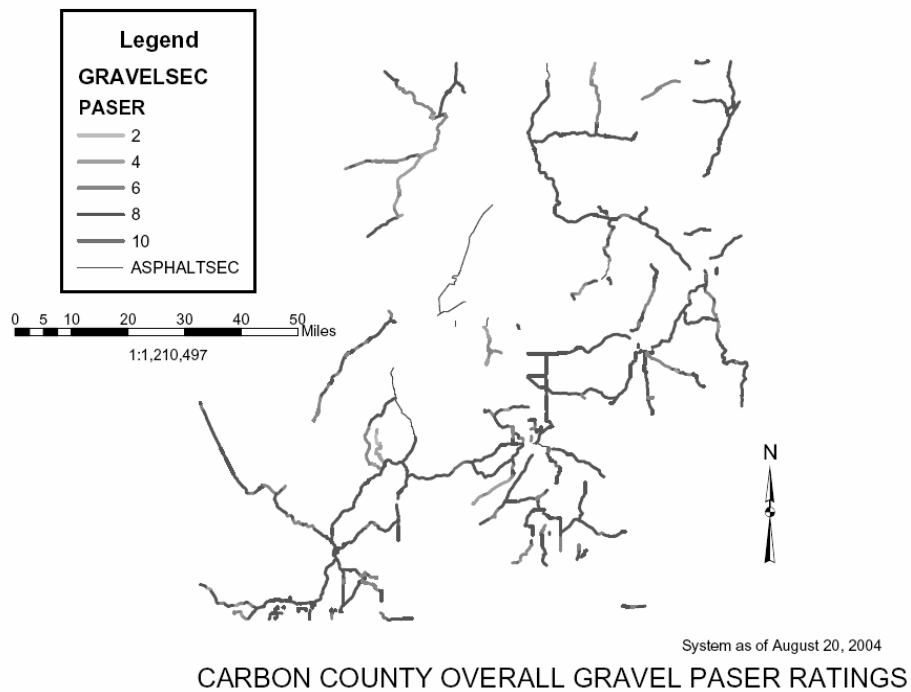 Legend
GRAVELSEC
PASER
2
4
6
8
10
ASPHALTSEC
0 5 10 20 30 40 50
Miles
1:1,210,497
N
System as of August 20, 2004
CARBON COUNTY OVERALL GRAVEL PASER RATINGS